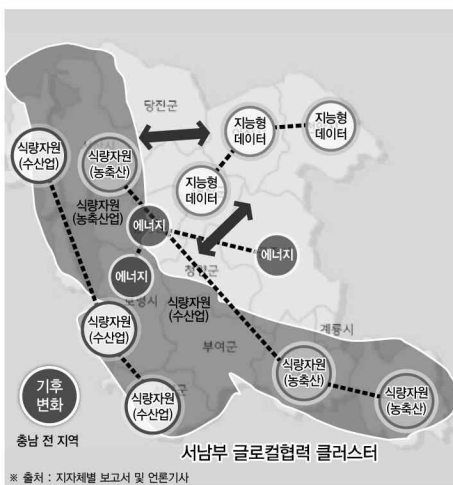 당진군
지능형
데이터
지능형
데이터
식량자원
(수산업)
식량자원
(농축산)
지능형
데이터
식량자원
(농축산업)
에너지
에너지
에너지
청양군
보령시
식량자원
(수산업)
식량자원
(수산업)
부여군
계룡시
식량자원
(농축산)
식량자원
(농축산)
식량자원
(수산업)
기후
변화
충남 전 지역
서남부 글로컬협력 클러스터
※ 출처 : 지자체별 보고서 및 언론기사